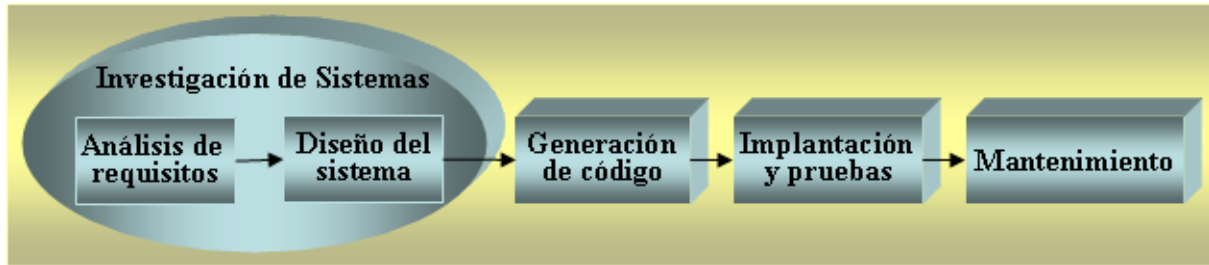 Investigación de Sistemas
Análisis de
requisitos
Diseño del
sistema
Generación
de código
Implantación
y pruebas
Mantenimiento